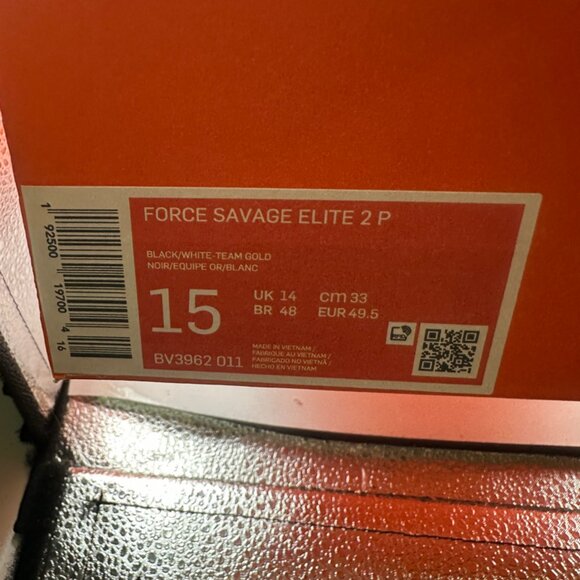 FORCE SAVAGE ELITE 2 P
BLACK/WHITE-TEAM GOLD
NOIR/EQUIPE OR/BLANC
15
UK 14 cm 33
BR 48 EUR 49.5
BV3962 011
MADE IN VIETNAM /
FABRIQUE AU VIETNAM /
FABRICADO NO VIETNÃ /
HECHO EN VIETNAM
1 92500 19700 4 16